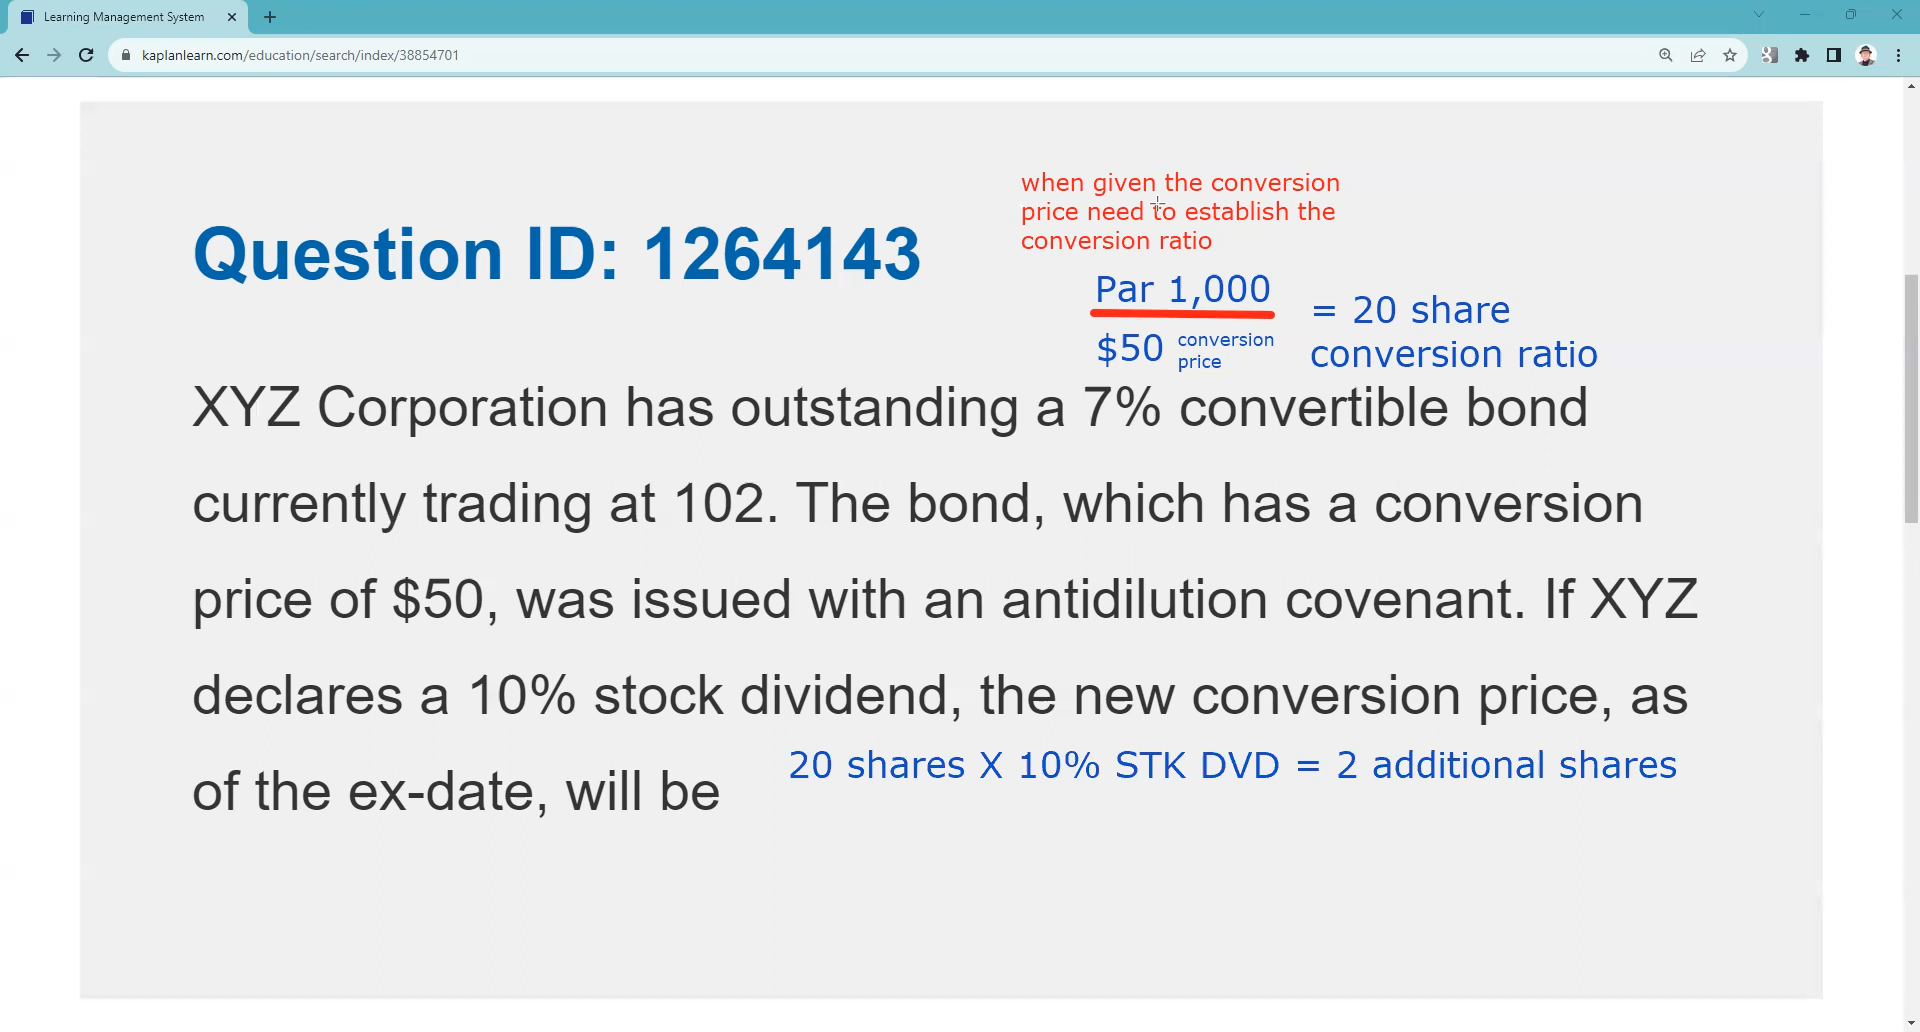 Learning Management System
kaplanlearn.com/education/search/index/38854701
when given the conversion
price need to establish the
conversion ratio
Question ID: 1264143
Par 1,000
$50 conversion price
= 20 share
conversion ratio
XYZ Corporation has outstanding a 7% convertible bond
currently trading at 102. The bond, which has a conversion
price of $50, was issued with an antidilution covenant. If XYZ
declares a 10% stock dividend, the new conversion price, as
of the ex-date, will be
20 shares X 10% STK DVD = 2 additional shares